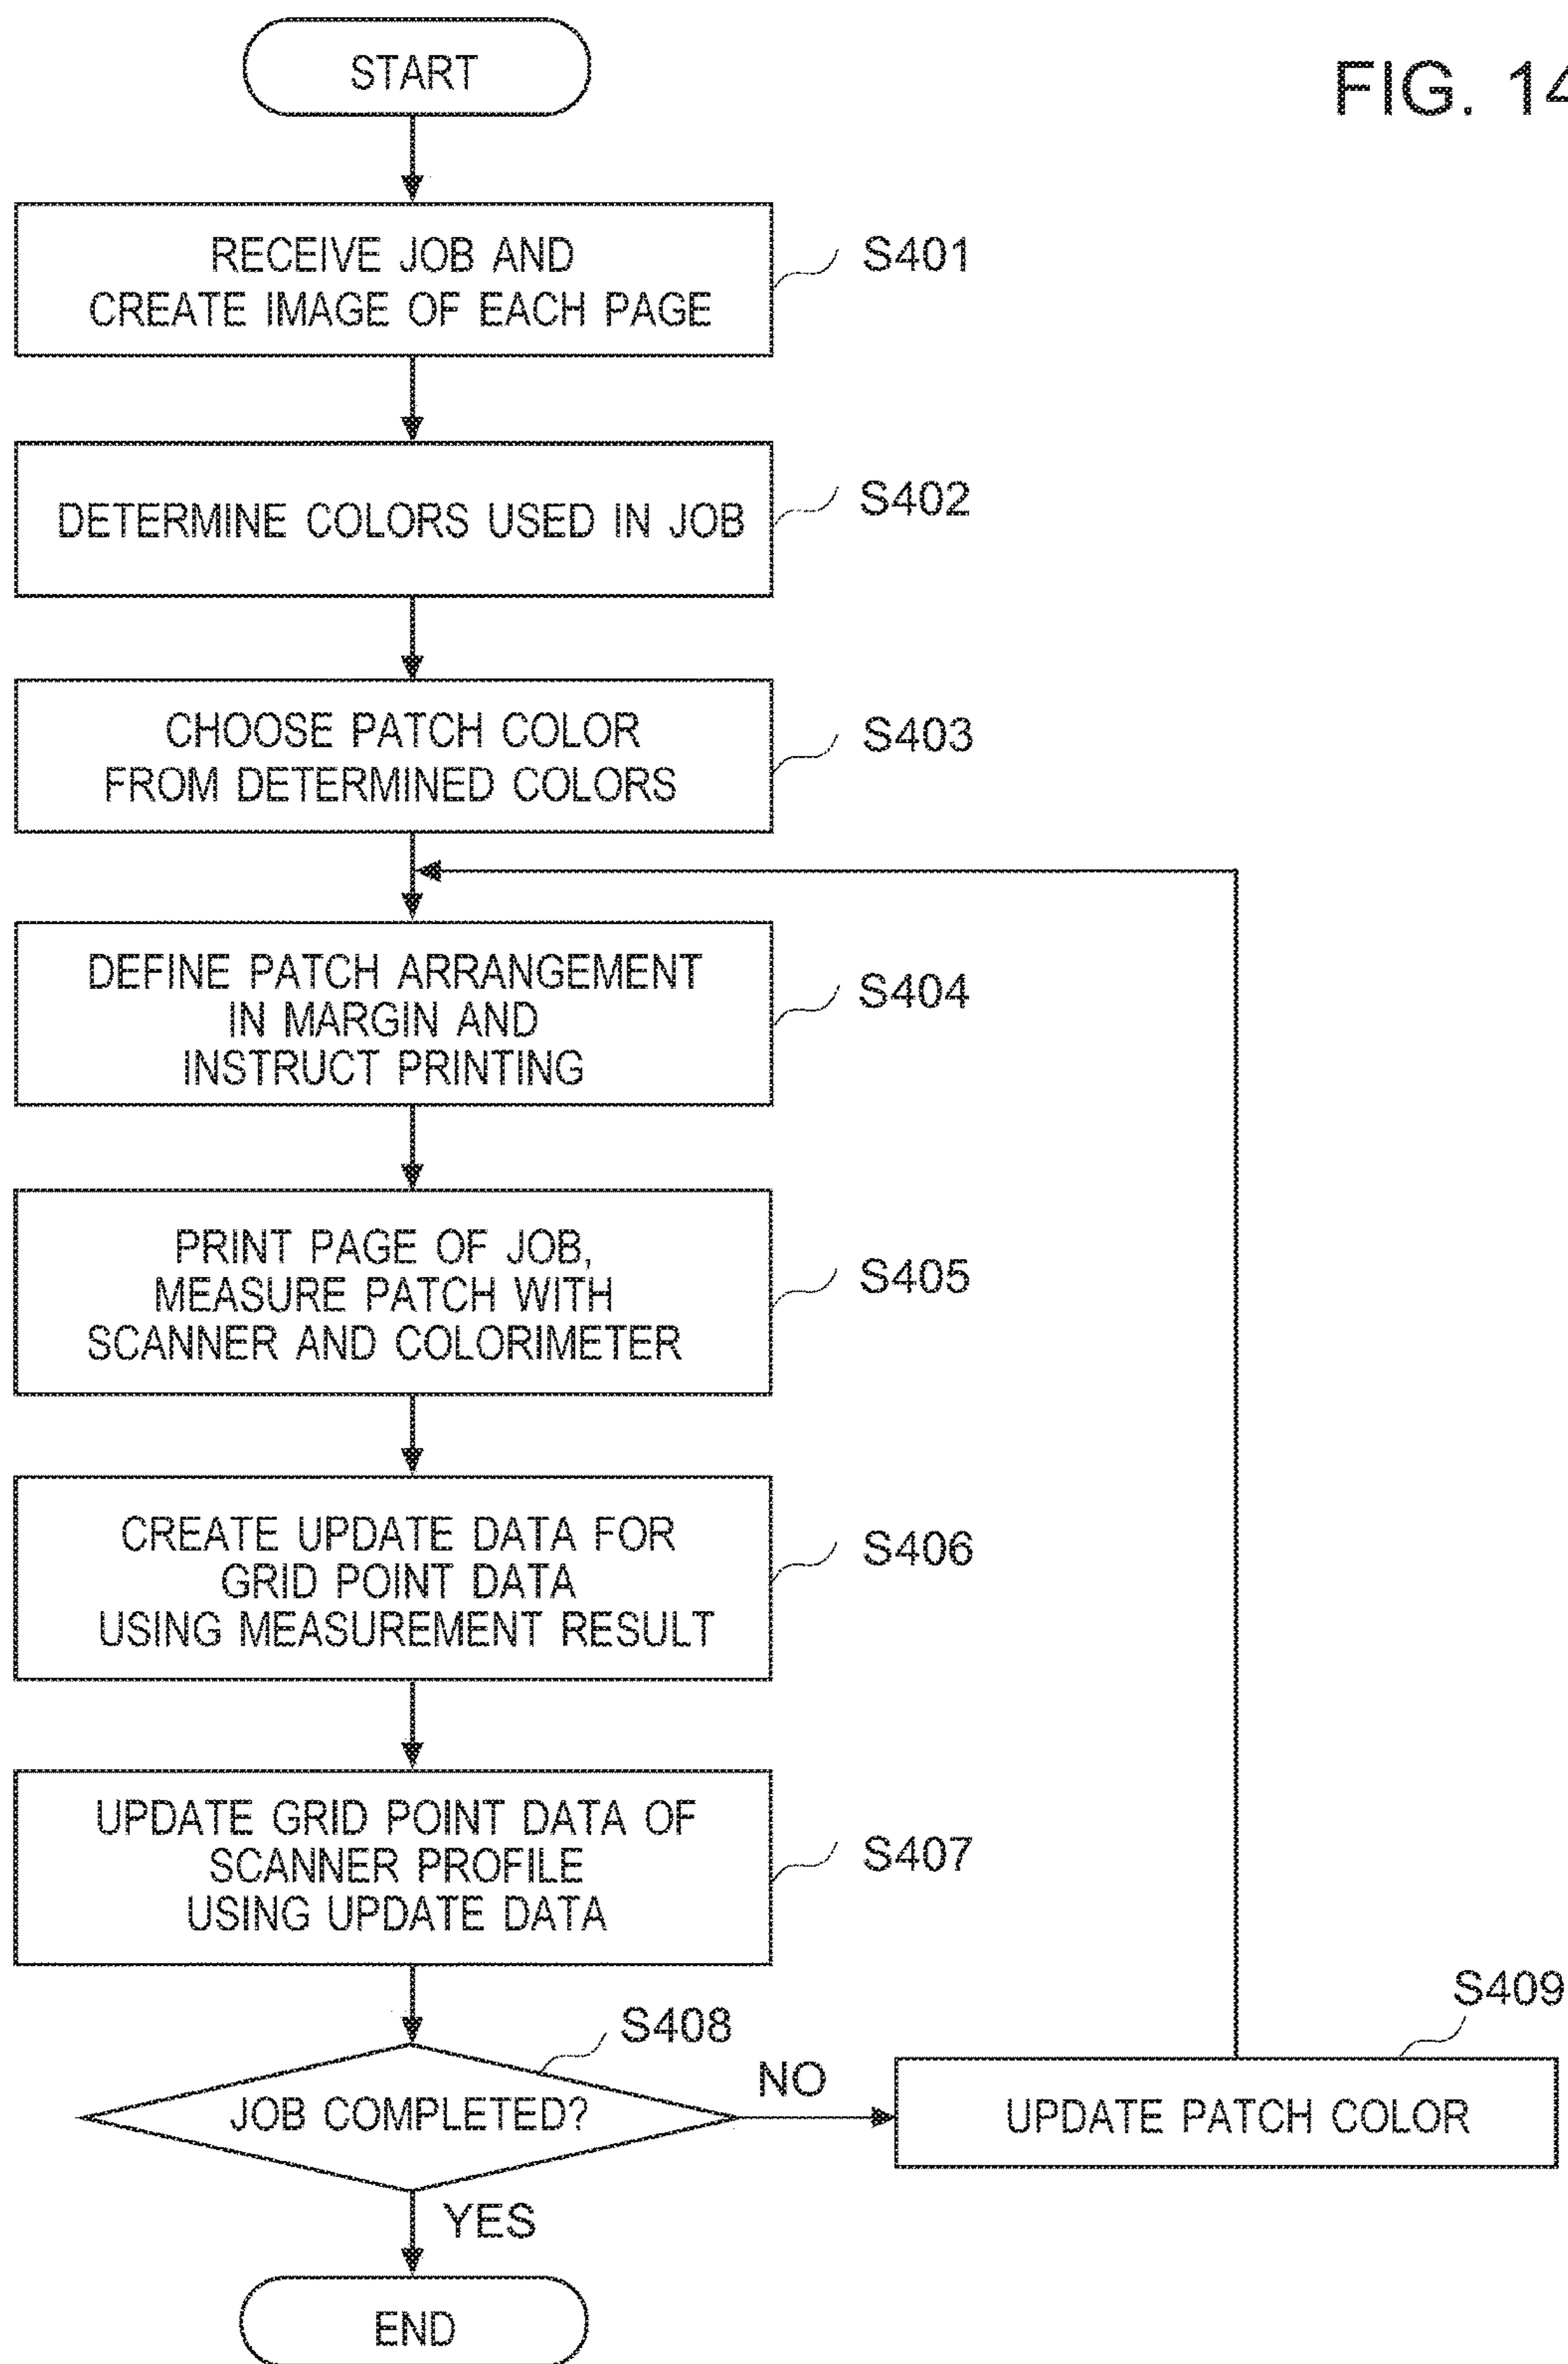 START
FIG. 14
RECEIVE JOB AND
CREATE IMAGE OF EACH PAGE
S401
DETERMINE COLORS USED IN JOB
S402
CHOOSE PATCH COLOR
FROM DETERMINED COLORS
S403
DEFINE PATCH ARRANGEMENT
IN MARGIN AND
INSTRUCT PRINTING
S404
PRINT PAGE OF JOB,
MEASURE PATCH WITH
SCANNER AND COLORIMETER
S405
CREATE UPDATE DATA FOR
GRID POINT DATA
USING MEASUREMENT RESULT
S406
UPDATE GRID POINT DATA OF
SCANNER PROFILE
USING UPDATE DATA
S407
JOB COMPLETED?
S408
NO
UPDATE PATCH COLOR
S409
YES
END